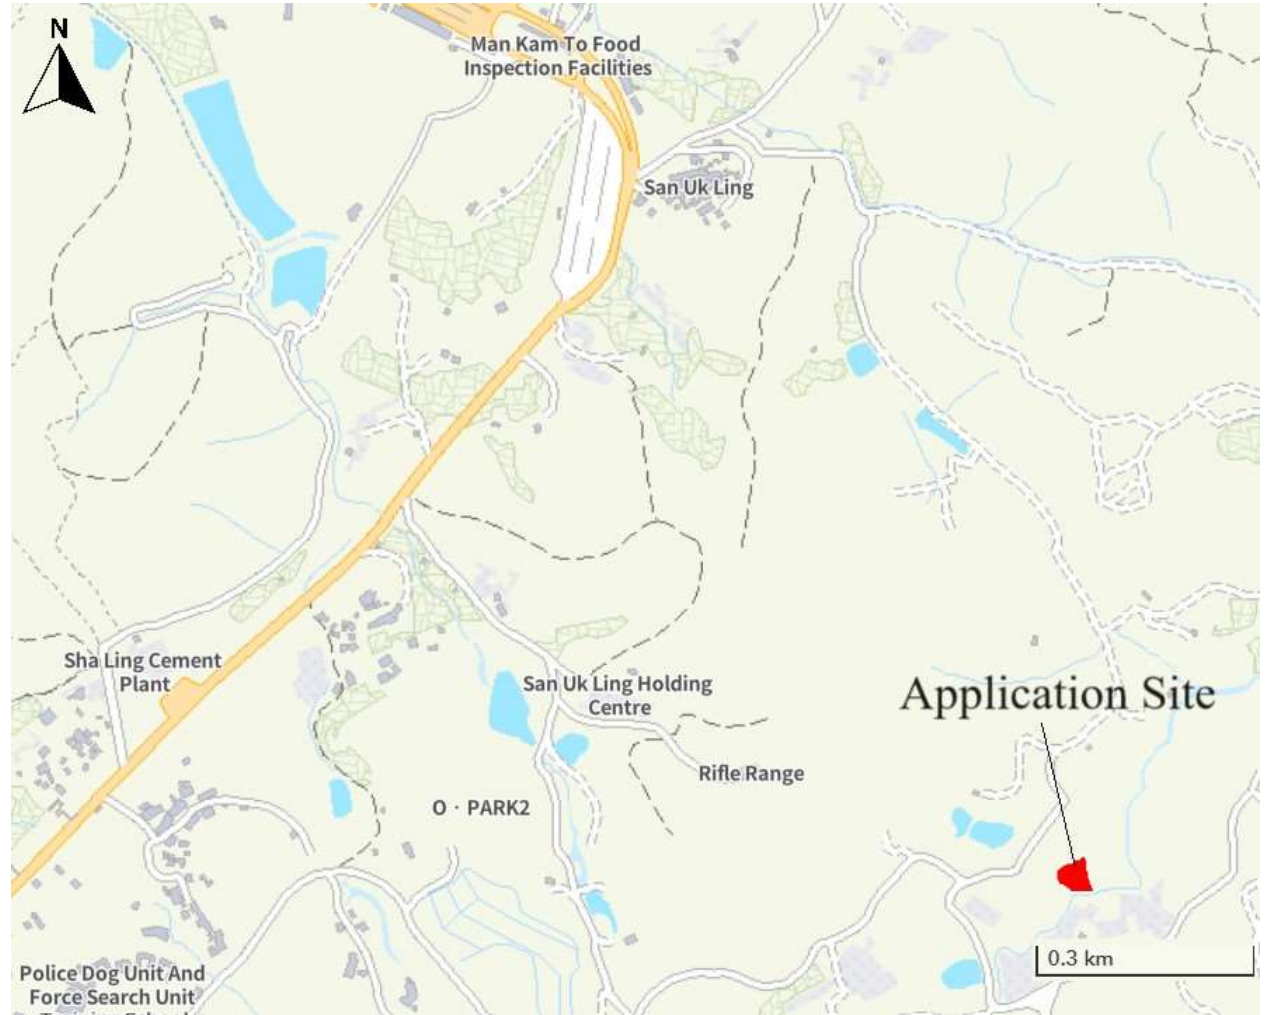 N
Man Kam To Food
Inspection Facilities
San Uk Ling
Sha Ling Cement
Plant
San Uk Ling Holding
Centre
Application Site
Rifle Range
O · PARK2
0.3 km
Police Dog Unit And
Force Search Unit